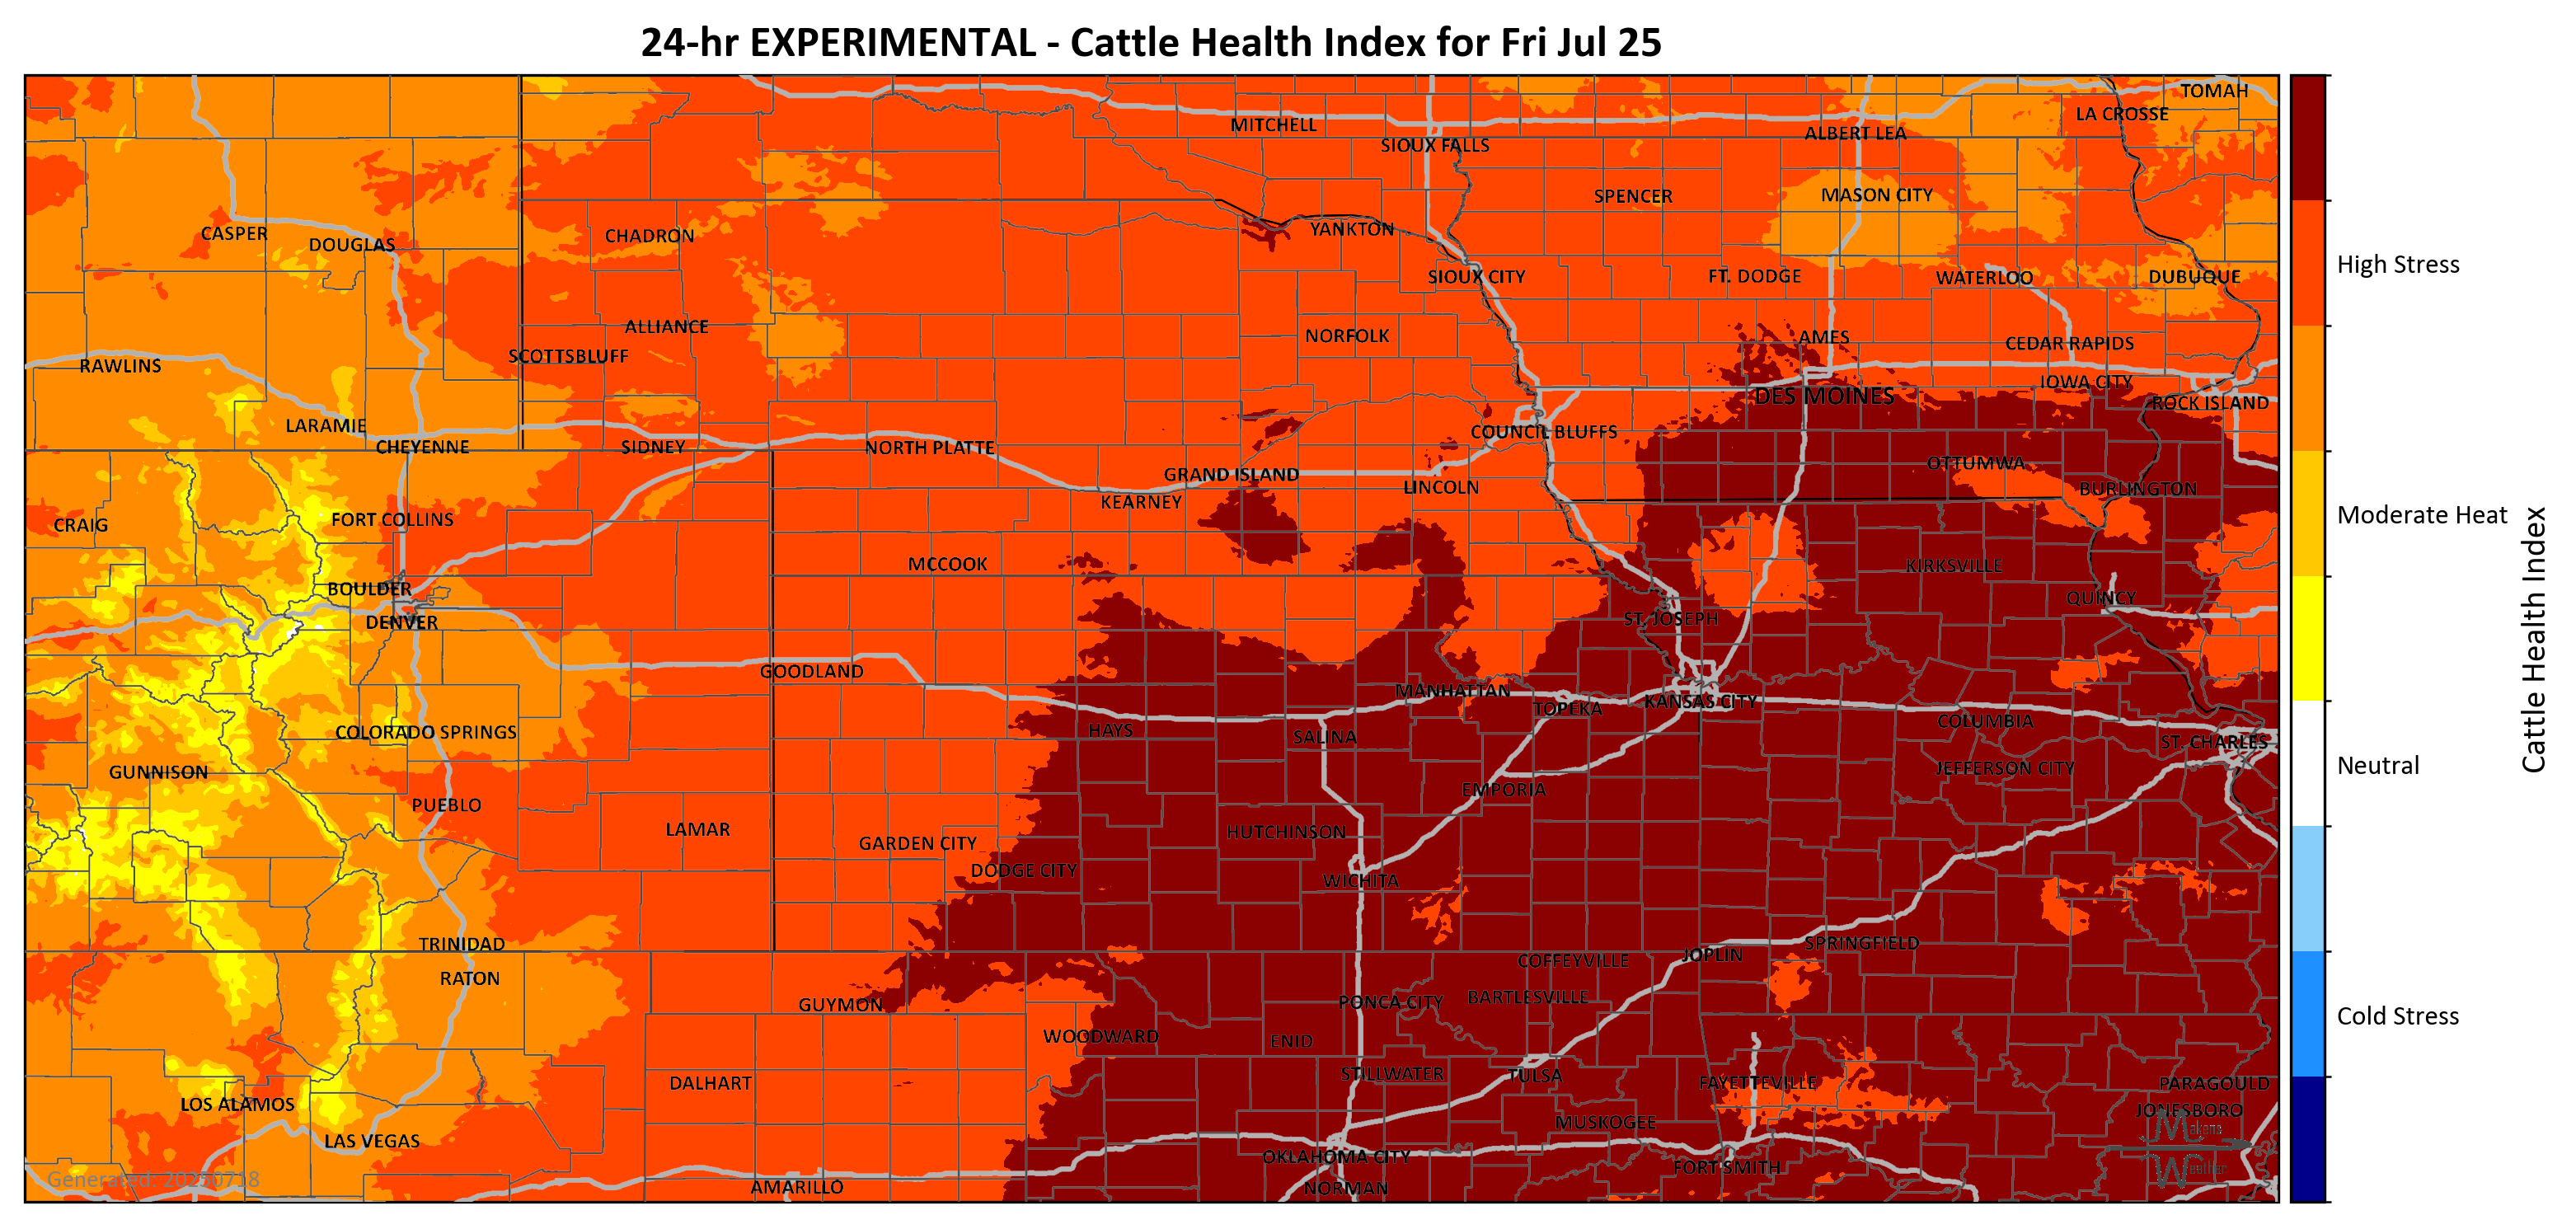 24-hr EXPERIMENTAL - Cattle Health Index for Fri Jul 25
TOMAH
LA CROSSE
MITCHELL
ALBERT LEA
SIOUX FALLS
SPENCER
MASON CITY
CASPER
DOUGLAS
CHADRON
YANKTON
SIOUX CITY
FT. DODGE
WATERLOO
DUBUQUE
High Stress
ALLIANCE
NORFOLK
AMES
CEDAR RAPIDS
SCOTTSBLUFF
RAWLINS
IOWA CITY
DES MOINES
ROCK ISLAND
LARAMIE
COUNCIL BLUFFS
CHEYENNE
SIDNEY
NORTH PLATTE
OTTUMWA
GRAND ISLAND
LINCOLN
BURLINGTON
KEARNEY
Moderate Heat
CRAIG
FORT COLLINS
MCCOOK
KIRKSVILLE
BOULDER
QUINCY
DENVER
ST. JOSEPH
Cattle Health Index
GOODLAND
MANHATTAN
TOPEKA
KANSAS CITY
COLUMBIA
COLORADO SPRINGS
HAYS
SALINA
ST. CHARLES
Neutral
GUNNISON
JEFFERSON CITY
EMPORIA
PUEBLO
LAMAR
HUTCHINSON
GARDEN CITY
DODGE CITY
WICHITA
TRINIDAD
SPRINGFIELD
JOPLIN
COFFEYVILLE
RATON
PONCA CITY
BARTLESVILLE
GUYMON
Cold Stress
WOODWARD
ENID
STILLWATER
TULSA
DALHART
FAYETTEVILLE
PARAGOULD
LOS ALAMOS
JONESBORO
MUSKOGEE
Makens
LAS VEGAS
OKLAHOMA CITY
FORT SMITH
Weather
Generated: 20250718
AMARILLO
NORMAN